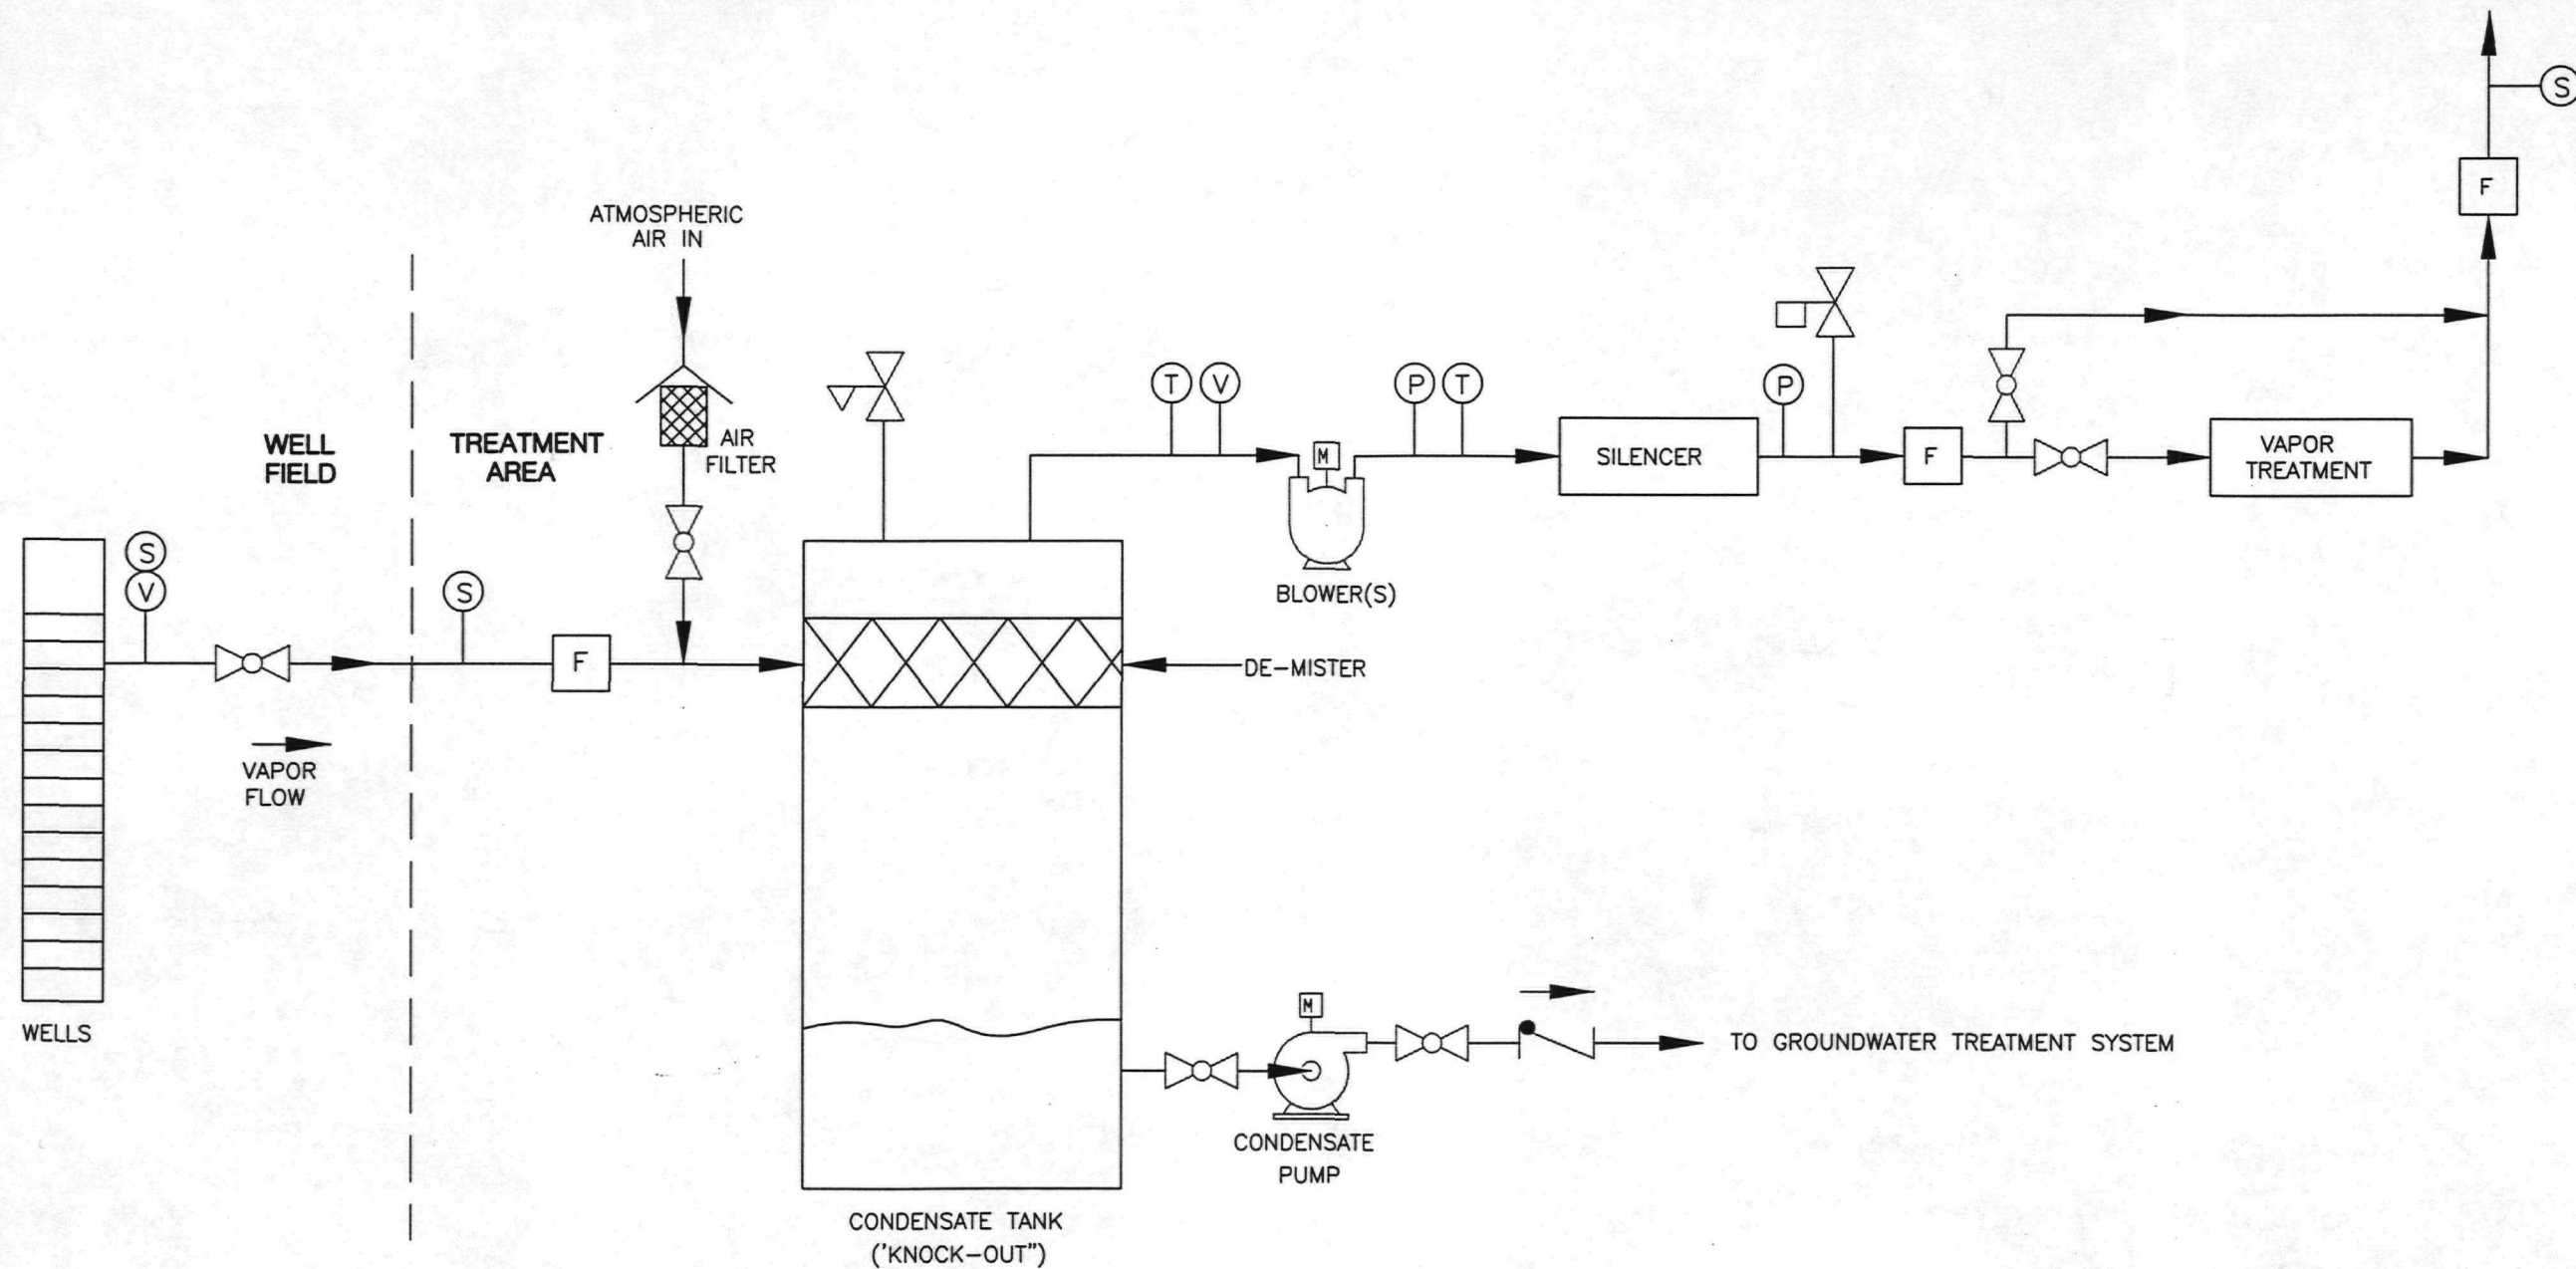 S
F
ATMOSPHERIC
AIR IN
T
V
P
T
P
WELL
FIELD
TREATMENT
AREA
AIR
FILTER
M
SILENCER
F
VAPOR
TREATMENT
BLOWER(S)
S
V
S
F
DE-MISTER
VAPOR
FLOW
WELLS
M
TO GROUNDWATER TREATMENT SYSTEM
CONDENSATE
PUMP
CONDENSATE TANK
('KNOCK-OUT")